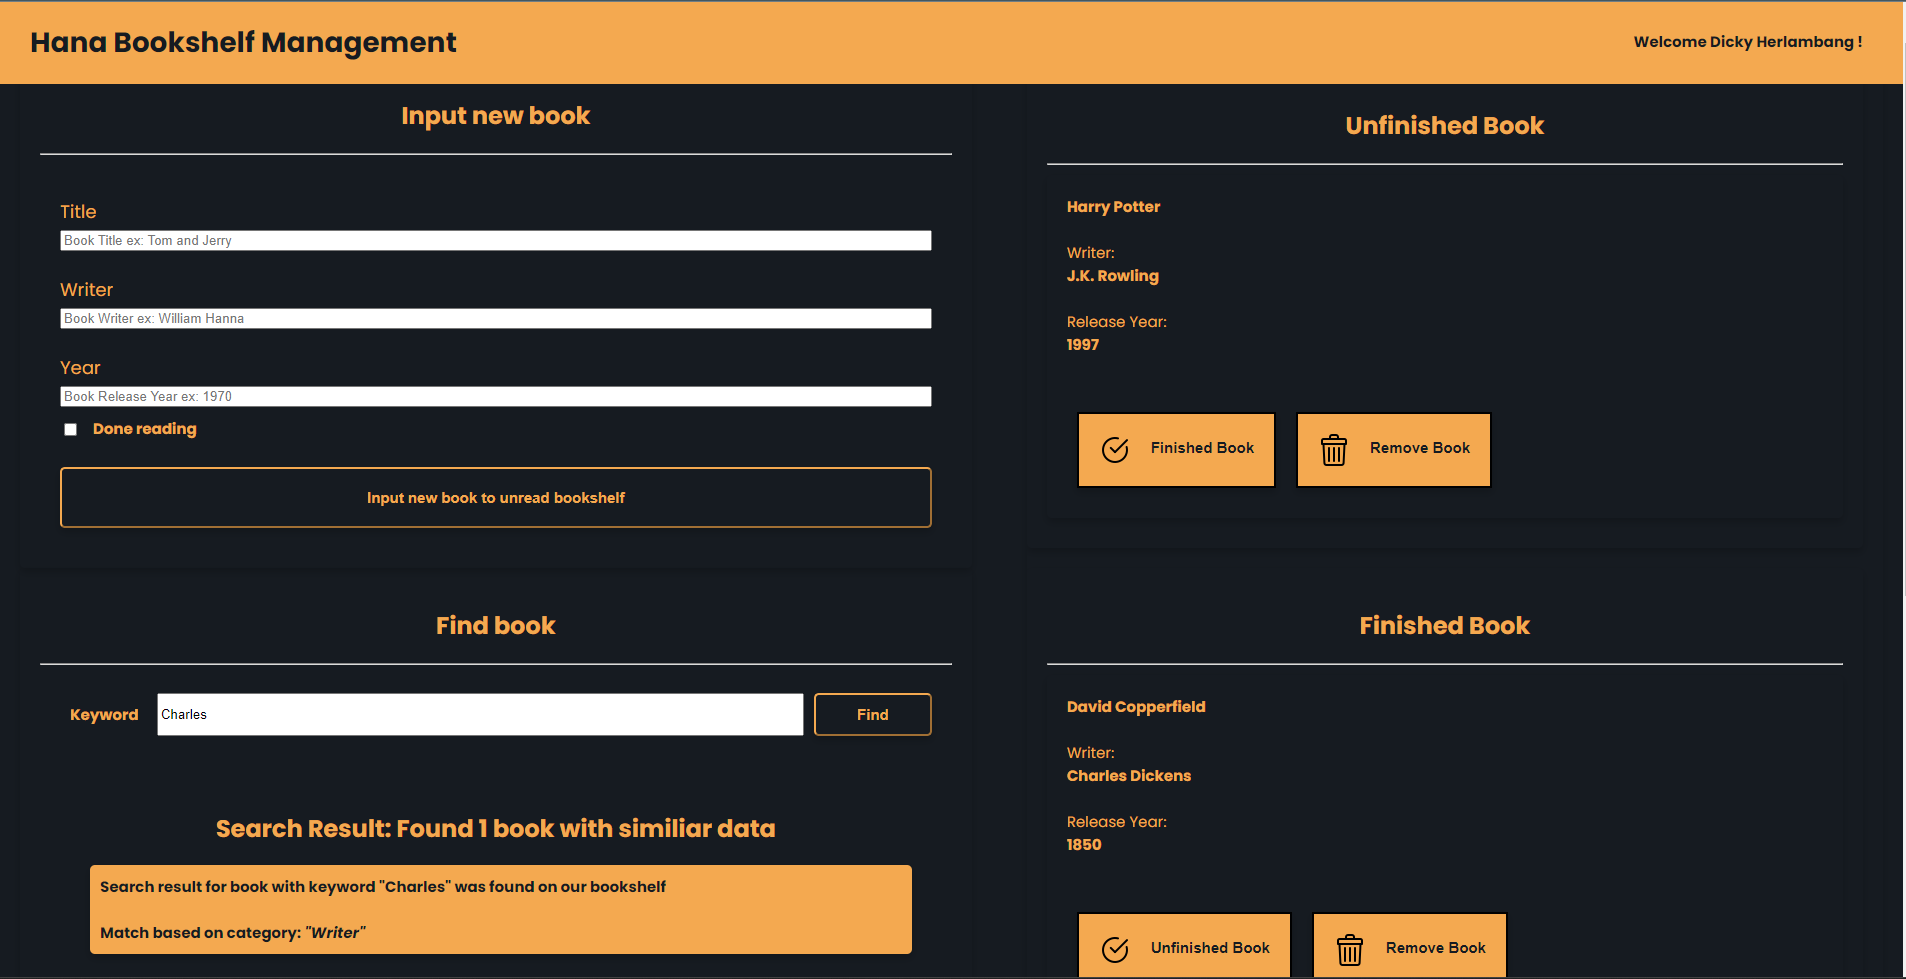 Hana Bookshelf Management
Welcome Dicky Herlambang !
Input new book
Title
Book Title ex: Tom and Jerry
Writer
Book Writer ex: William Hanna
Year
Book Release Year ex: 1970
Done reading
Input new book to unread bookshelf
Find book
Keyword
Charles
Find
Search Result: Found 1 book with similiar data
Search result for book with keyword "Charles" was found on our bookshelf
Match based on category: "Writer"
Unfinished Book
Harry Potter
Writer:
J.K. Rowling
Release Year:
1997
Finished Book
Remove Book
Finished Book
David Copperfield
Writer:
Charles Dickens
Release Year:
1850
Unfinished Book
Remove Book